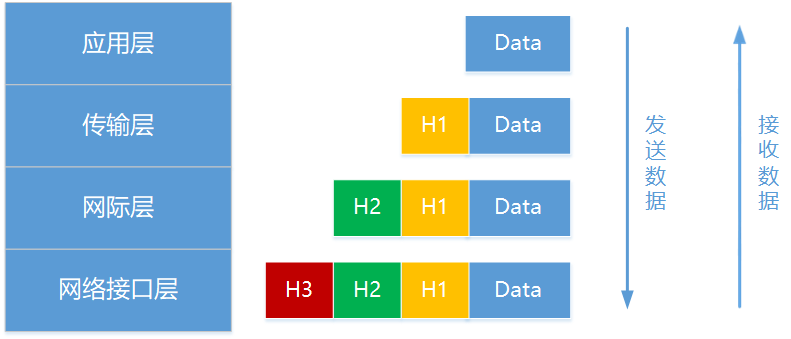 应用层
Data
传输层
H1 Data
网际层
H2 H1 Data
网络接口层
H3 H2 H1 Data
发送数据
接收数据